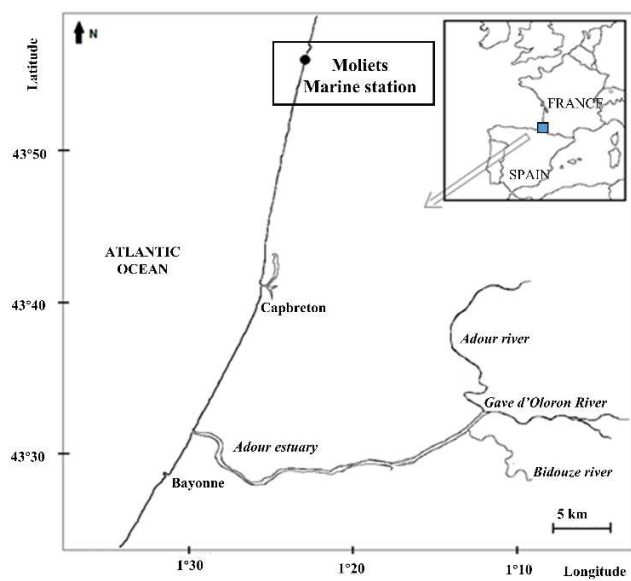 N
Latitude
Moliets
Marine station
FRANCE
SPAIN
43°50
ATLANTIC
OCEAN
43°40
Capbreton
Adour river
Gave d'Oloron River
43°30
Adour estuary
Bayonne
Bidouze river
5 km
1°30
1°20
1°10
Longitude